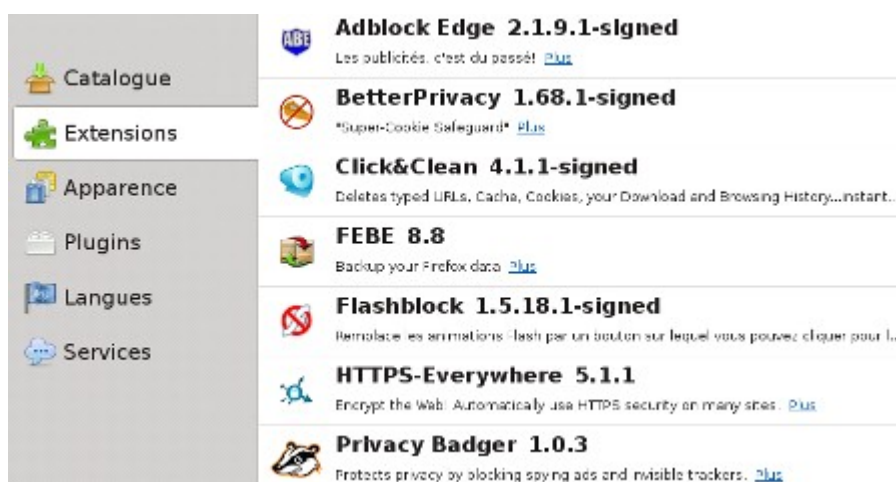 Catalogue
Extensions
Apparence
Plugins
Langues
Services
ABE
Adblock Edge 2.1.9.1-signed
Les publicités, c'est du passé! Plus
BetterPrivacy 1.68.1-signed
"Super-Cookie Safeguard" Plus
Click&Clean 4.1.1-signed
Deletes typed URLs, Cache, Cookies, your Download and Browsing History...instant...
FEBE 8.8
Backup your Firefox data Plus
Flashblock 1.5.18.1-signed
Remplace les animations Flash par un bouton sur lequel vous pouvez cliquer pour l...
HTTPS-Everywhere 5.1.1
Encrypt the Web! Automatically use HTTPS security on many sites. Plus
Privacy Badger 1.0.3
Protects privacy by blocking spying ads and invisible trackers. Plus